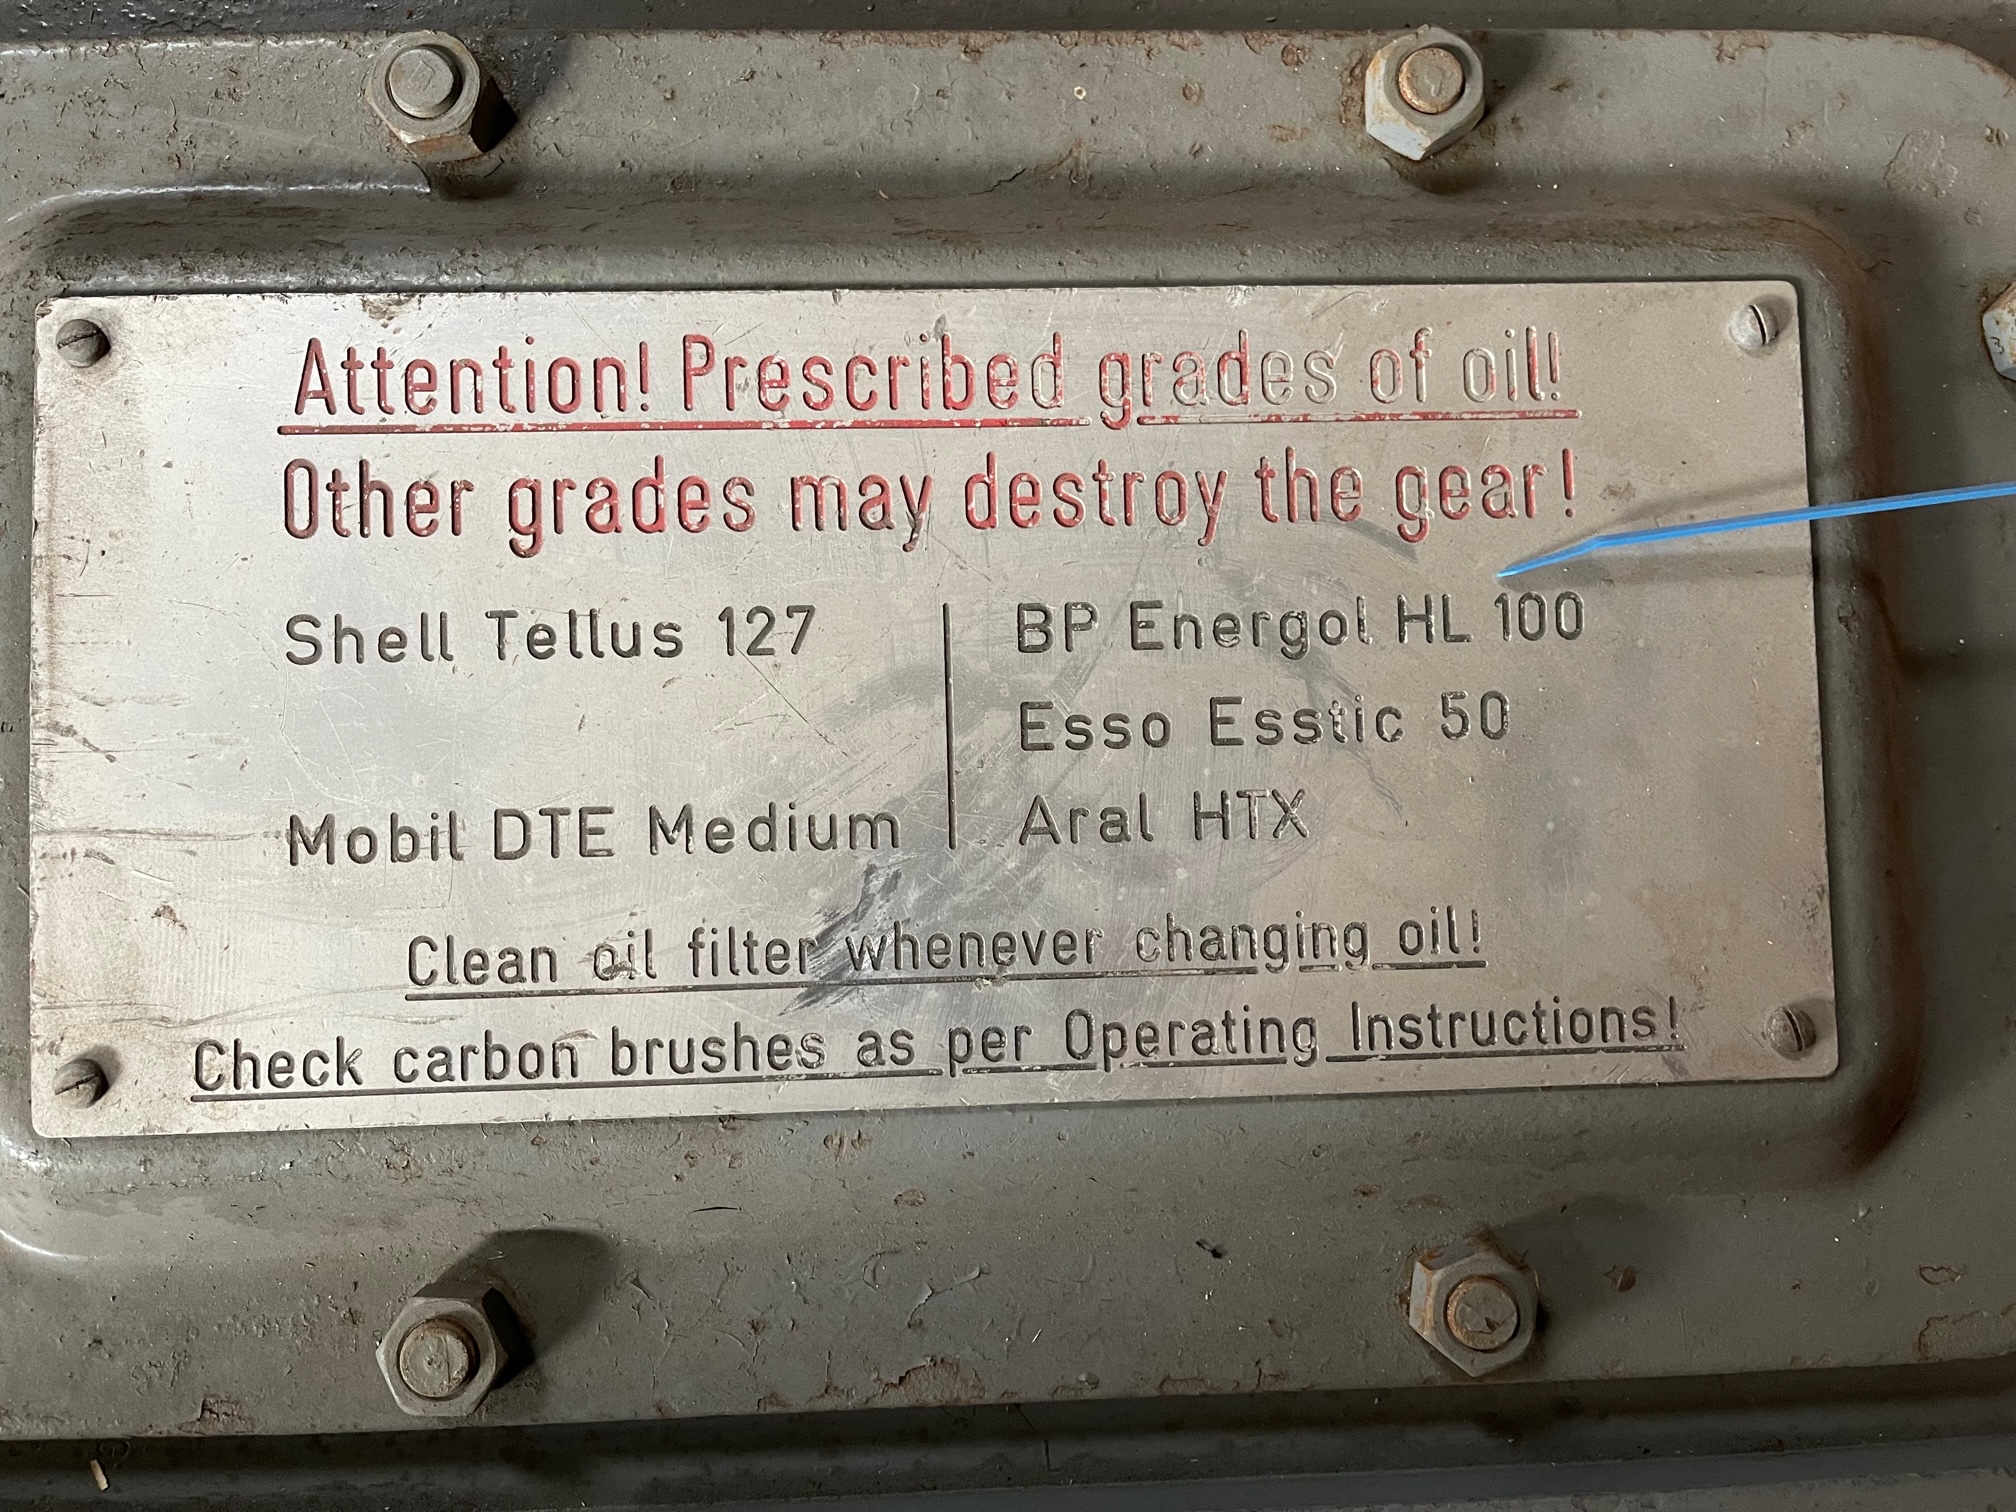 Attention! Prescribed grades of oil!
Other grades may destroy the gear!
Shell Tellus 127
Mobil DTE Medium
BP Energol HL 100
Esso Esstic 50
Aral HTX
Clean oil filter whenever changing oil!
Check carbon brushes as per Operating Instructions!